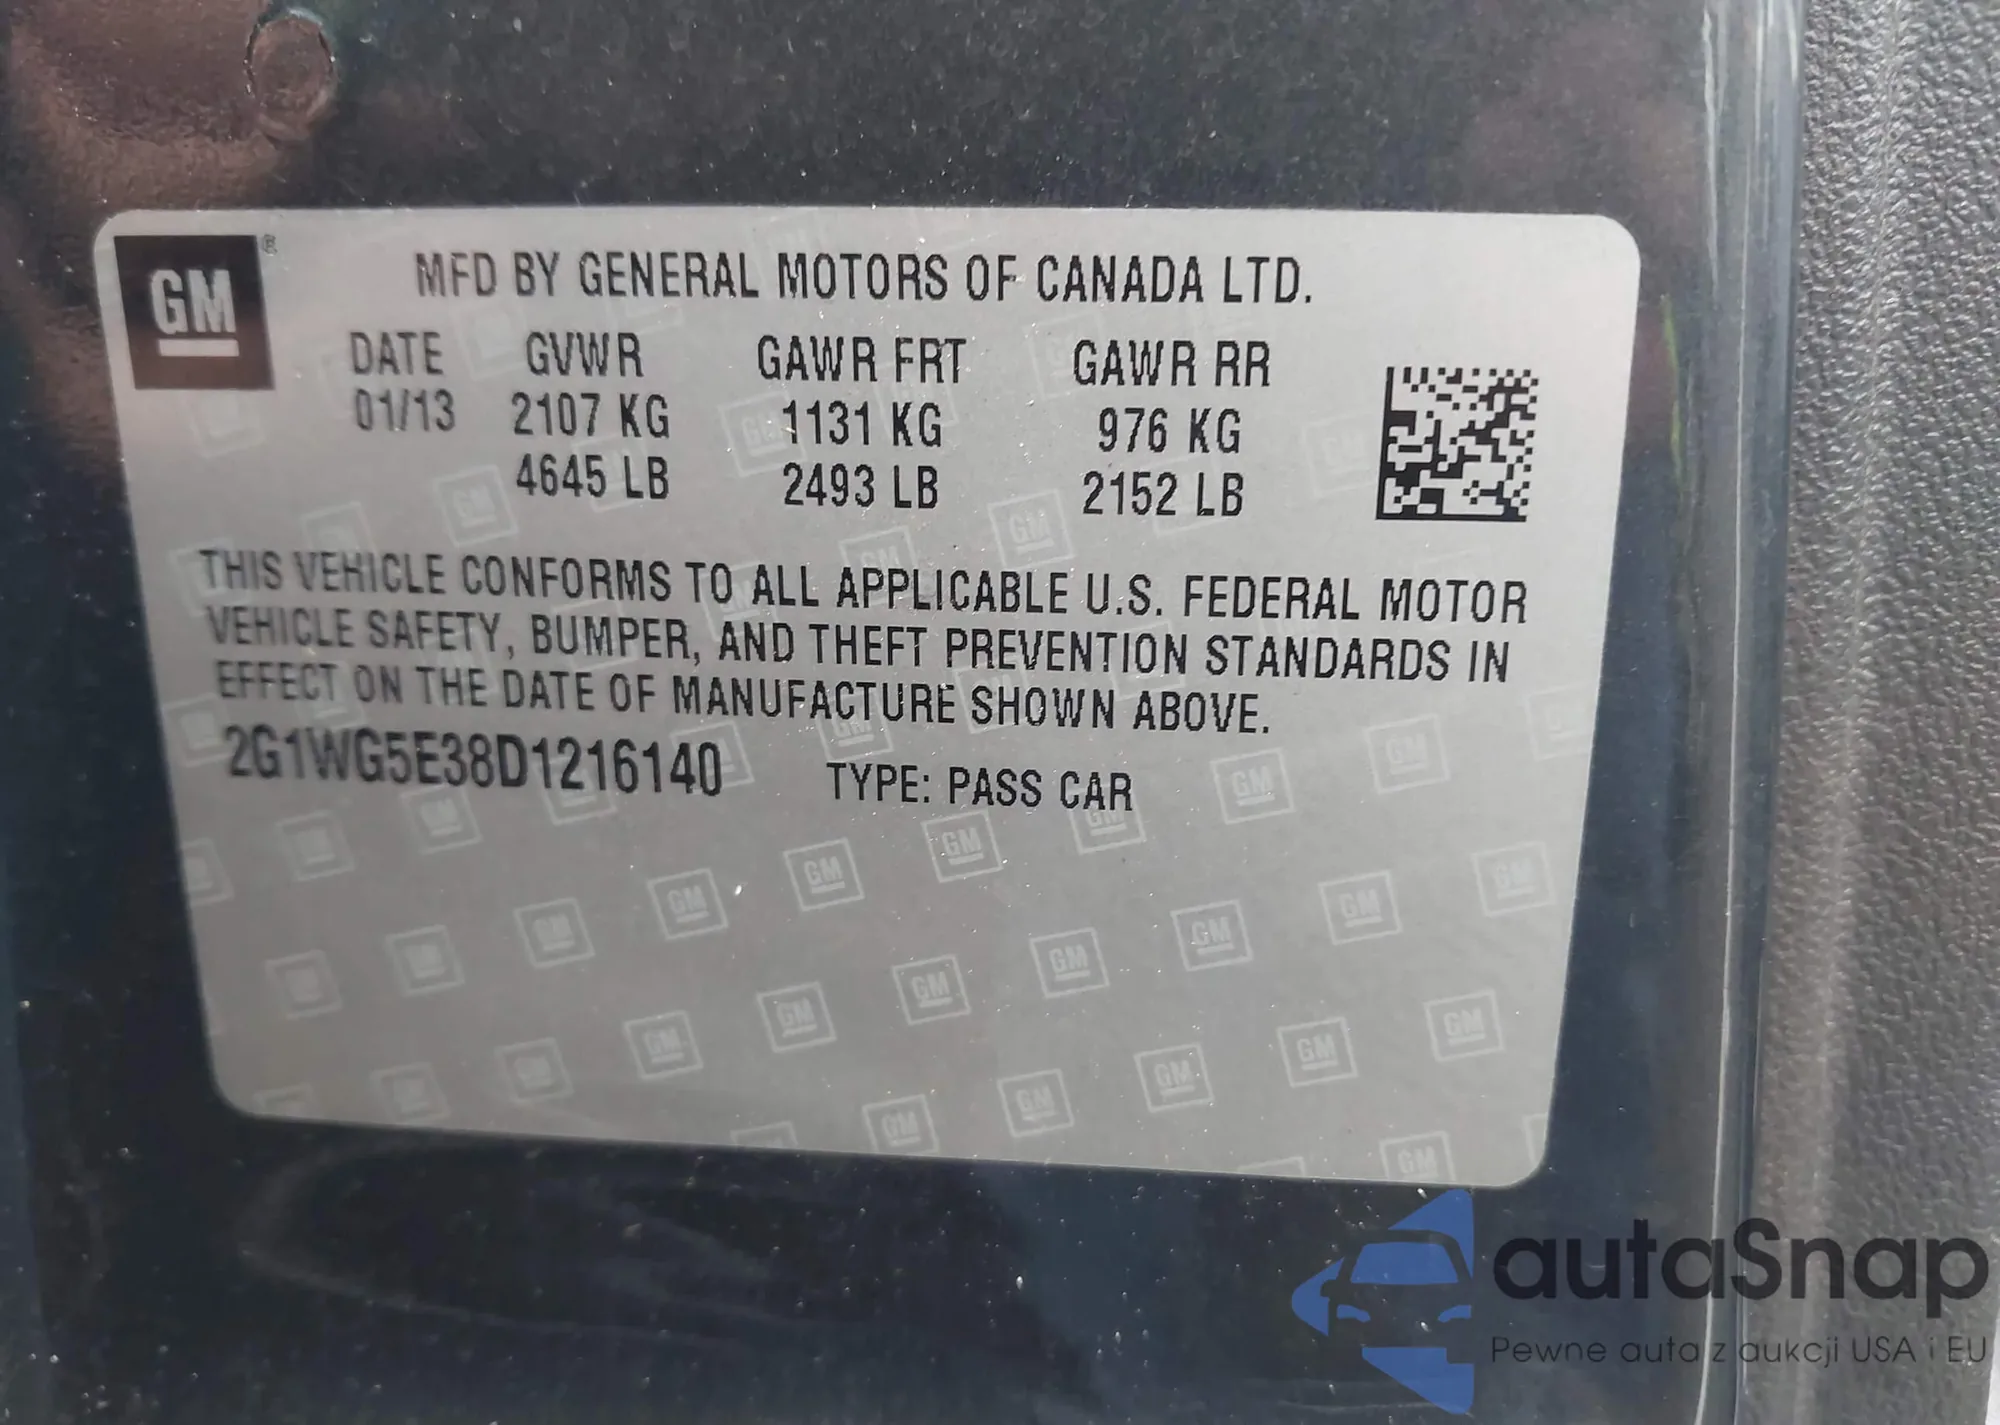 GM ®
MFD BY GENERAL MOTORS OF CANADA LTD.
DATE GVWR GAWR FRT GAWR RR
01/13 2107 KG 1131 KG 976 KG
4645 LB 2493 LB 2152 LB
THIS VEHICLE CONFORMS TO ALL APPLICABLE U.S. FEDERAL MOTOR
VEHICLE SAFETY, BUMPER, AND THEFT PREVENTION STANDARDS IN
EFFECT ON THE DATE OF MANUFACTURE SHOWN ABOVE.
2G1WG5E38D1216140 TYPE: PASS CAR
autaSnap
Pewne auta z aukcji USA i EU